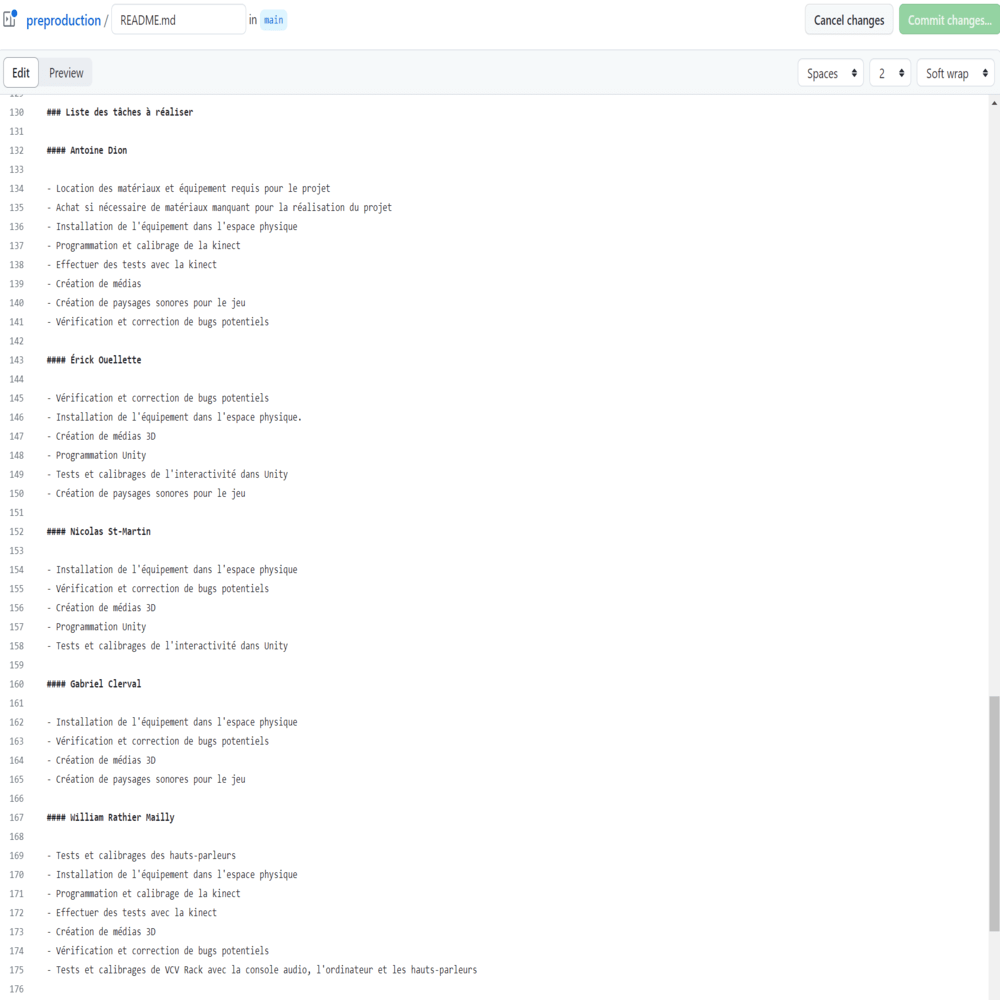 preproduction / README.md in main Cancel changes Commit changes...
Edit Preview Spaces 2 Soft wrap
129
130 ### Liste des tâches à réaliser
131
132 #### Antoine Dion
133
134 - Location des matériaux et équipement requis pour le projet
135 - Achat si nécessaire de matériaux manquant pour la réalisation du projet
136 - Installation de l'équipement dans l'espace physique
137 - Programmation et calibrage de la kinect
138 - Effectuer des tests avec la kinect
139 - Création de médias
140 - Création de paysages sonores pour le jeu
141 - Vérification et correction de bugs potentiels
142
143 #### Érick Ouellette
144
145 - Vérification et correction de bugs potentiels
146 - Installation de l'équipement dans l'espace physique.
147 - Création de médias 3D
148 - Programmation Unity
149 - Tests et calibrages de l'interactivité dans Unity
150 - Création de paysages sonores pour le jeu
151
152 #### Nicolas St-Martin
153
154 - Installation de l'équipement dans l'espace physique
155 - Vérification et correction de bugs potentiels
156 - Création de médias 3D
157 - Programmation Unity
158 - Tests et calibrages de l'interactivité dans Unity
159
160 #### Gabriel Clerval
161
162 - Installation de l'équipement dans l'espace physique
163 - Vérification et correction de bugs potentiels
164 - Création de médias 3D
165 - Création de paysages sonores pour le jeu
166
167 #### William Rathier Mailly
168
169 - Tests et calibrages des hauts-parleurs
170 - Installation de l'équipement dans l'espace physique
171 - Programmation et calibrage de la kinect
172 - Effectuer des tests avec la kinect
173 - Création de médias 3D
174 - Vérification et correction de bugs potentiels
175 - Tests et calibrages de VCV Rack avec la console audio, l'ordinateur et les hauts-parleurs
176